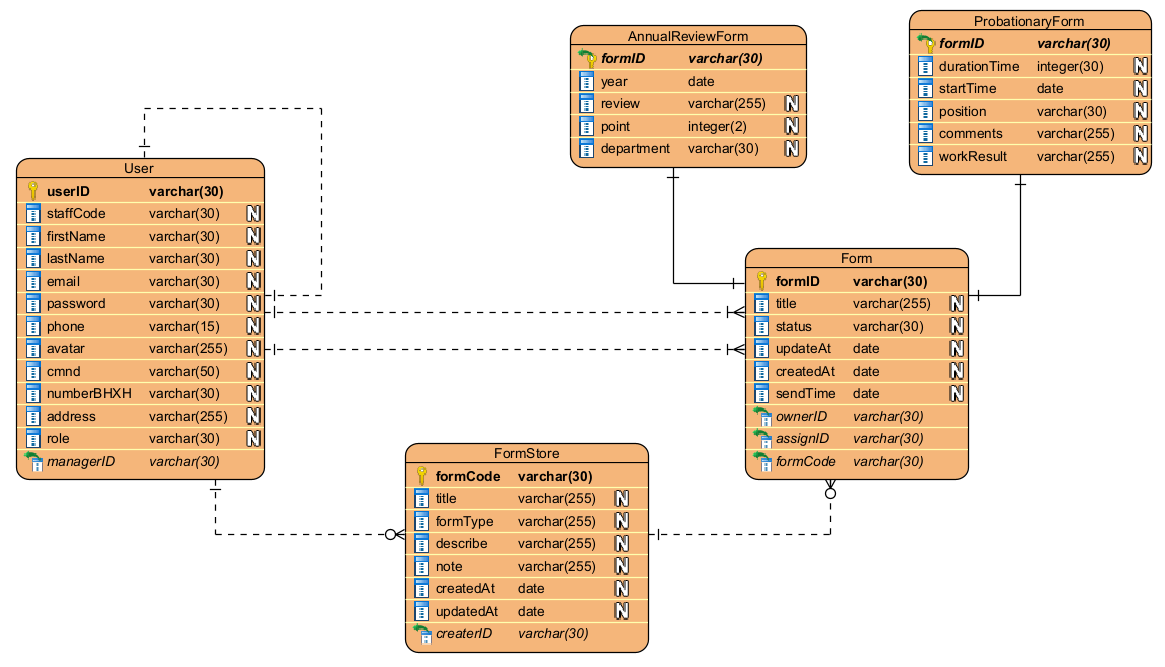 AnnualReviewForm
formID varchar(30)
year date
review varchar(255) N
point integer(2) N
department varchar(30) N
ProbationaryForm
formID varchar(30)
durationTime integer(30) N
startTime date N
position varchar(30) N
comments varchar(255) N
workResult varchar(255) N
User
userID varchar(30)
staffCode varchar(30) N
firstName varchar(30) N
lastName varchar(30) N
email varchar(30) N
password varchar(30) N
phone varchar(15) N
avatar varchar(255) N
cmnd varchar(50) N
numberBHXH varchar(30) N
address varchar(255) N
role varchar(30) N
managerID varchar(30)
Form
formID varchar(30)
title varchar(255) N
status varchar(30) N
updateAt date N
createdAt date N
sendTime date N
ownerID varchar(30)
assignID varchar(30)
formCode varchar(30)
FormStore
formCode varchar(30)
title varchar(255) N
formType varchar(255) N
describe varchar(255) N
note varchar(255) N
createdAt date N
updatedAt date N
createrID varchar(30)